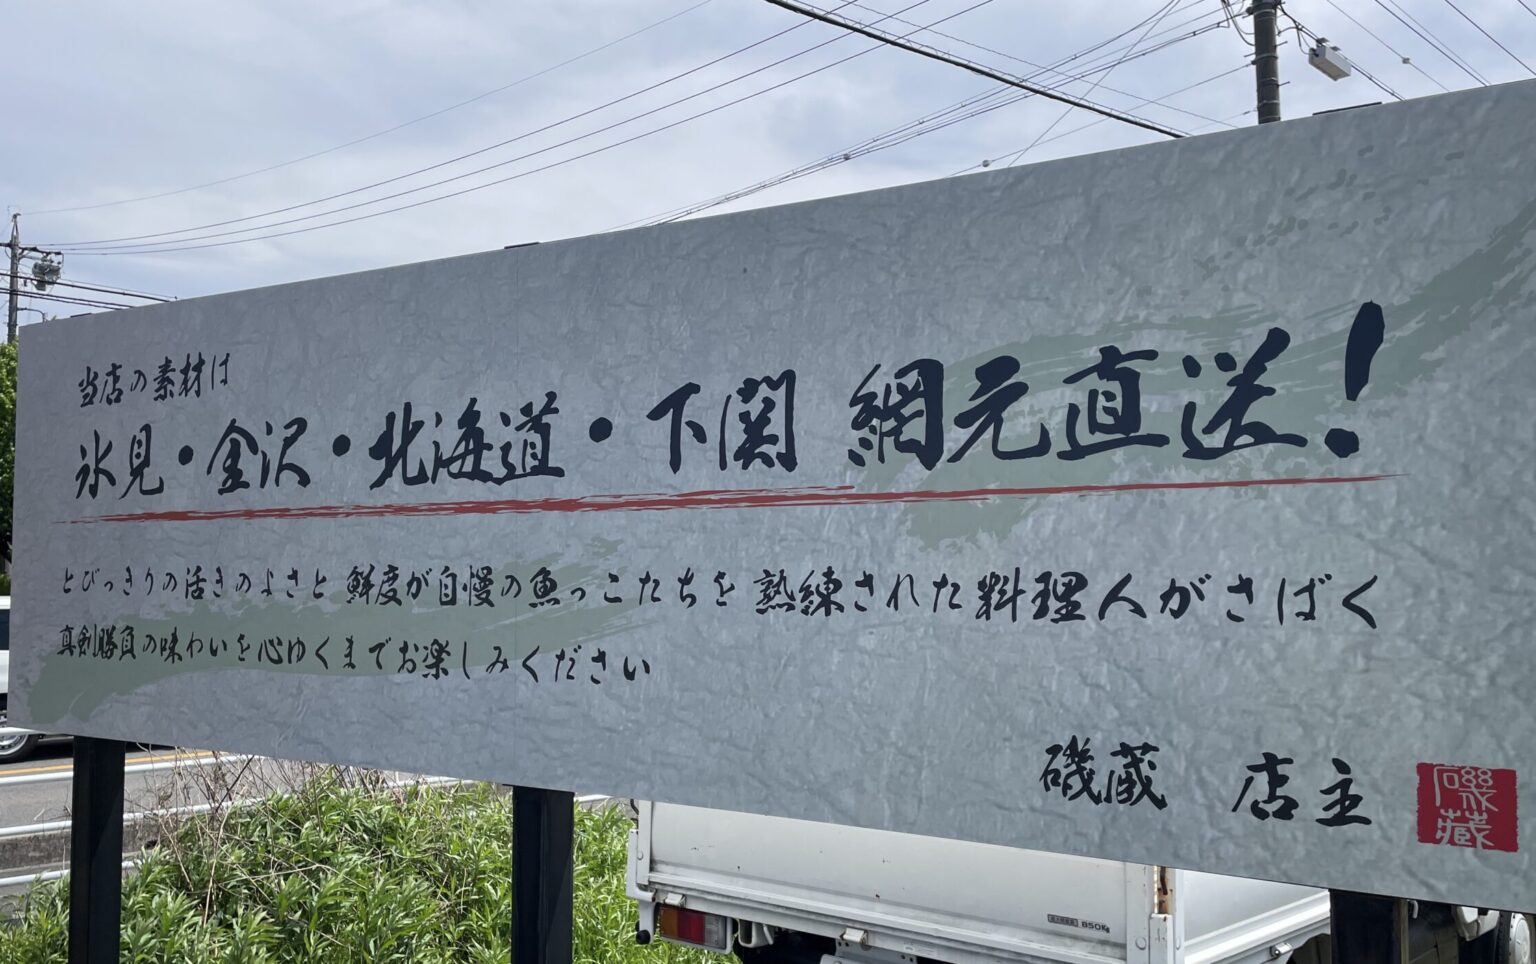 当店の素材は
氷見・金沢・北海道・下関 網元直送！
とびっきりの活きのよさと 鮮度が自慢の魚っこたちを 熟練された料理人がさばく
真剣勝負の味わいを心ゆくまでお楽しみください
磯蔵 店主
磯蔵